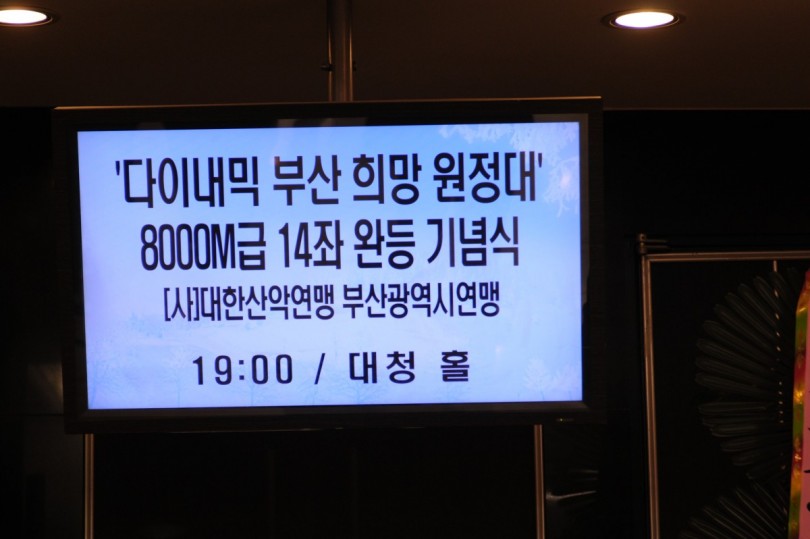 '다이내믹 부산 희망 원정대'
8000M급 14좌 완등 기념식
[사]대한산악연맹 부산광역시연맹
19:00 / 대청 홀